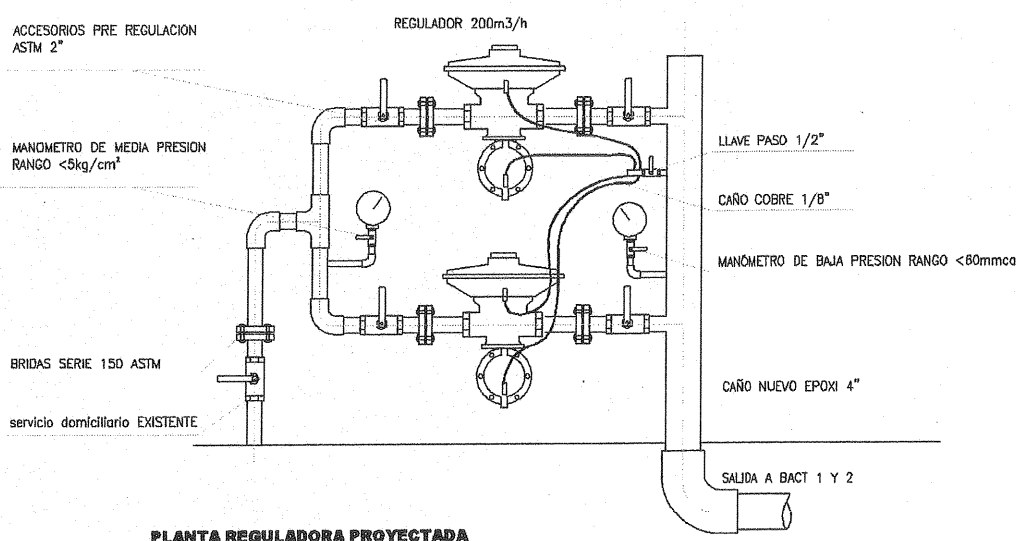 ACCESORIOS PRE REGULACION
ASTM 2"
REGULADOR 200m3/h
MANOMETRO DE MEDIA PRESION
RANGO <5kg/cm²
LLAVE PASO 1/2"
CAÑO COBRE 1/8"
MANOMETRO DE BAJA PRESION RANGO <60mmca
BRIDAS SERIE 150 ASTM
CAÑO NUEVO EPOXI 4"
servicio domiciliario EXISTENTE
SALIDA A BACT 1 Y 2
PLANTA REGULADORA PROYECTADA